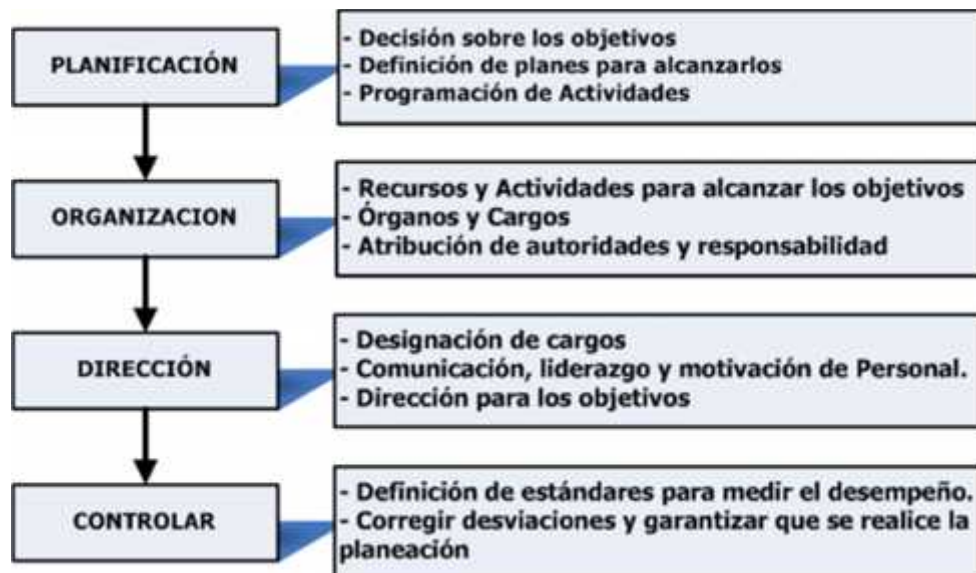 PLANIFICACIÓN
- Decisión sobre los objetivos
- Definición de planes para alcanzarlos
- Programación de Actividades
ORGANIZACION
- Recursos y Actividades para alcanzar los objetivos
- Órganos y Cargos
- Atribución de autoridades y responsabilidad
DIRECCIÓN
- Designación de cargos
- Comunicación, liderazgo y motivación de Personal.
- Dirección para los objetivos
CONTROLAR
- Definición de estándares para medir el desempeño.
- Corregir desviaciones y garantizar que se realice la
planeación